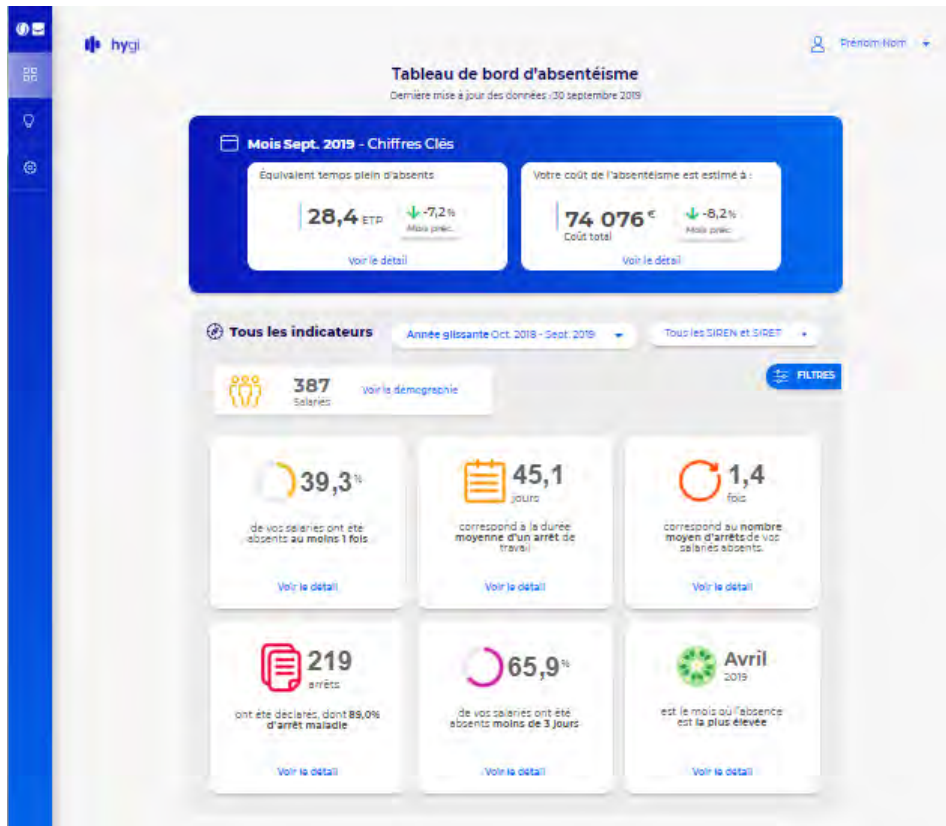 hygi
Prénom Nom
Tableau de bord d'absentéisme
Dernière mise à jour des données : 30 septembre 2019
Mois Sept. 2019 - Chiffres Clés
Équivalent temps plein d'absents
28,4 ETP
-7,2%
Mois préc.
Voir le détail
Votre coût de l'absentéisme est estimé à :
74 076 €
Coût total
-8,2%
Mois préc.
Voir le détail
Tous les indicateurs
Année glissante Oct. 2018 - Sept. 2019
Tous les SIREN et SIRET
FILTRES
387
Salariés
Voir la démographie
39,3%
de vos salariés ont été
absents au moins 1 fois
Voir le détail
45,1
jours
correspond à la durée
moyenne d'un arrêt de
travail
Voir le détail
1,4
fois
correspond au nombre
moyen d'arrêts de vos
salariés absents.
Voir le détail
219
arrêts
ont été déclarés, dont 89,0%
d'arrêt maladie
Voir le détail
65,9%
de vos salariés ont été
absents moins de 3 jours
Voir le détail
Avril
2019
est le mois où l'absence
est la plus élevée
Voir le détail